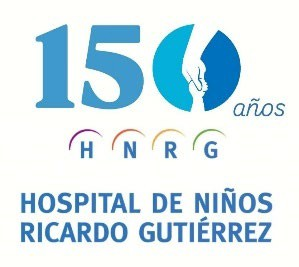 150 años
H N R G
HOSPITAL DE NIÑOS
RICARDO GUTIÉRREZ